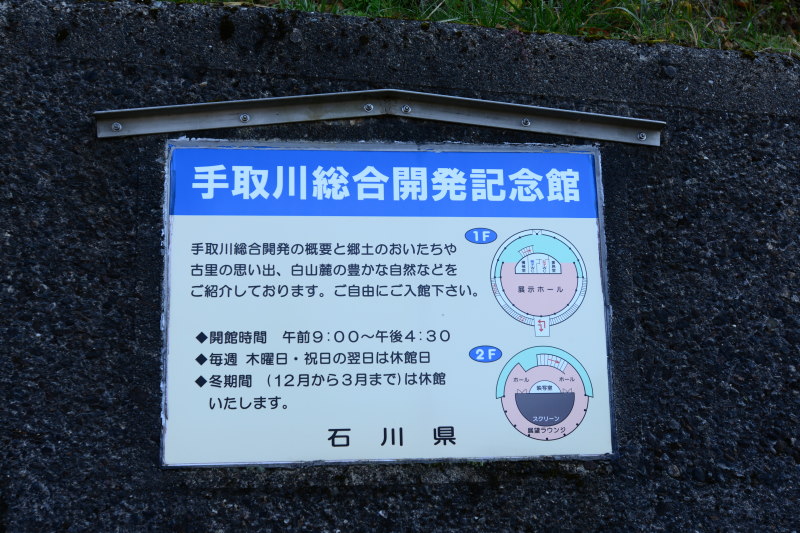 手取川総合開発記念館
手取川総合開発の概要と郷土のおいたちや
古里の思い出、白山麓の豊かな自然などを
ご紹介しております。ご自由にご入館下さい。
◆開館時間 午前9:00〜午後4:30
◆毎週 木曜日・祝日の翌日は休館日
◆冬期間 (12月から3月まで)は休館
いたします。
石川県
1F
展示ホール
2F
ホール
映写室
ホール
スクリーン
展望ラウンジ